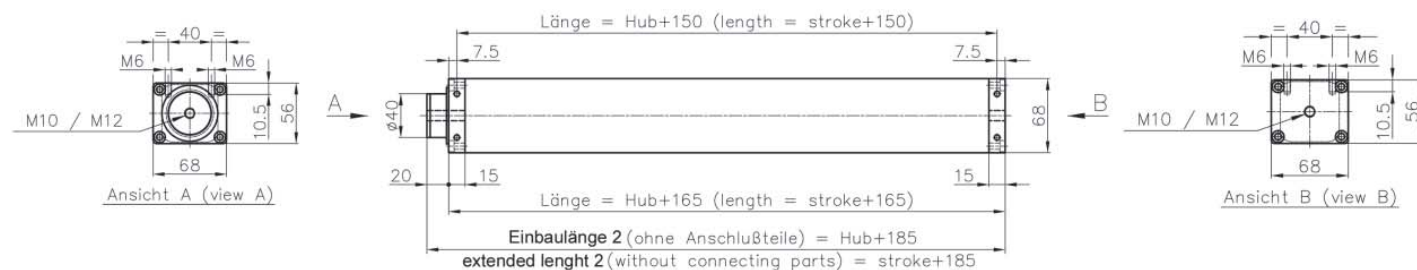 Länge = Hub+150 (length = stroke+150)
= 40 =
7.5
7.5
= 40 =
M6
M6
M6
M6
A
B
M10 / M12
10.5
56
ø40
68
M10 / M12
10.5
56
68
20
15
15
68
Ansicht A (view A)
Länge = Hub+165 (length = stroke+165)
Ansicht B (view B)
Einbaulänge 2 (ohne Anschlußteile) = Hub+185
extended lenght 2 (without connecting parts) = stroke+185